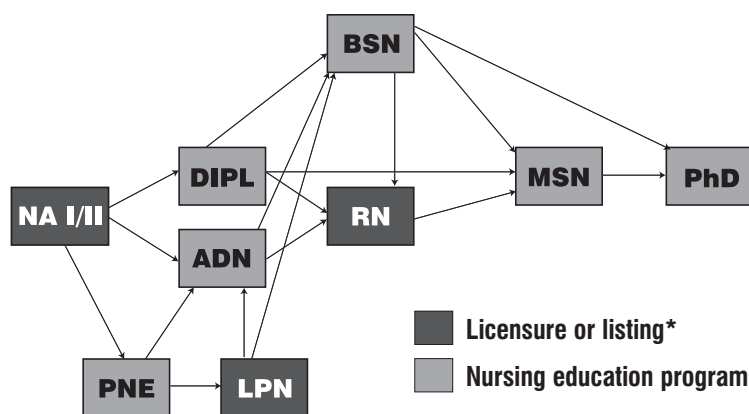 BSN
DIPL
MSN
PhD
NA I/II
RN
ADN
Licensure or listing*
PNE
LPN
Nursing education program